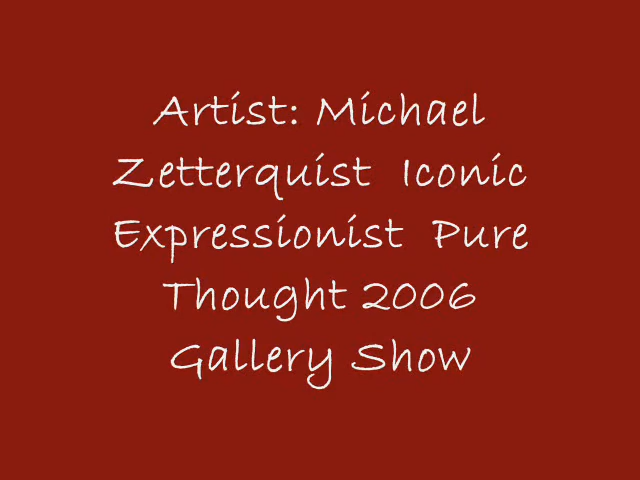 Artist: Michael
Zetterquist Iconic
Expressionist Pure
Thought 2006
Gallery Show